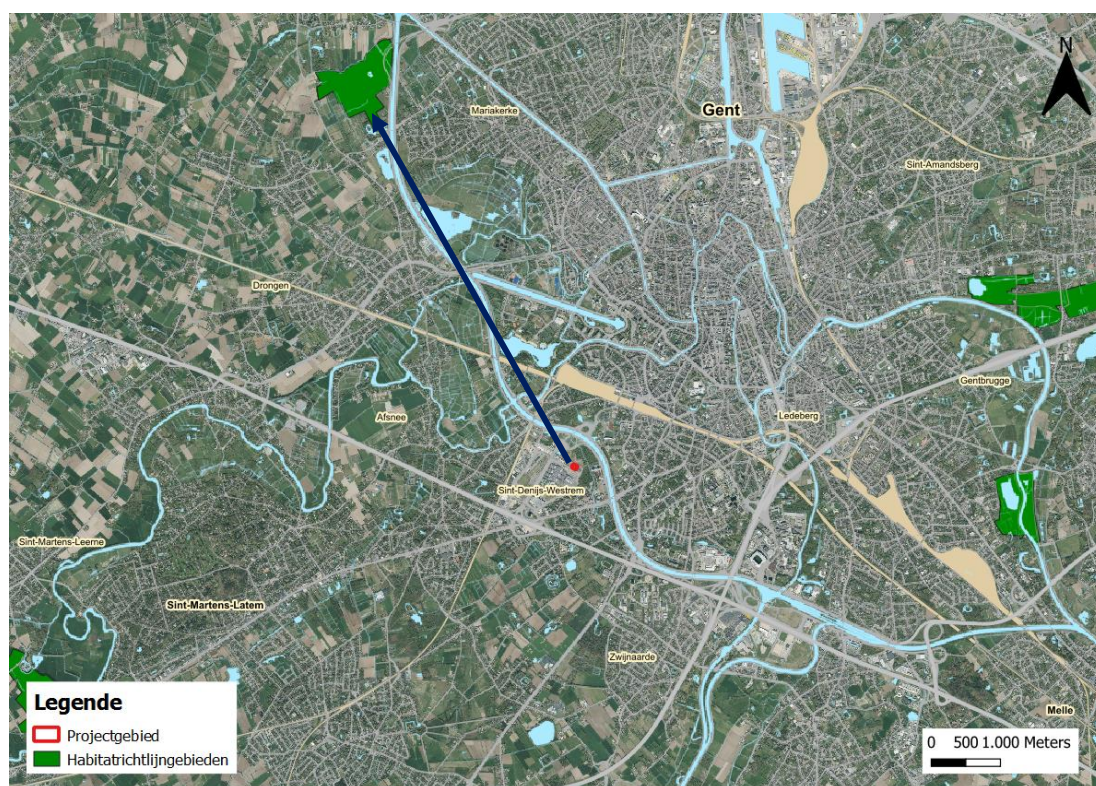 N
Mariakerke
Gent
Sint-Amandsberg
Drongen
Gentbrugge
Afsnee
Ledeberg
Sint-Denijs-Westrem
Sint-Martens-Leerne
Sint-Martens-Latem
Zwijnaarde
Melle
Legende
Projectgebied
Habitatrichtlijngebieden
0 500 1.000 Meters